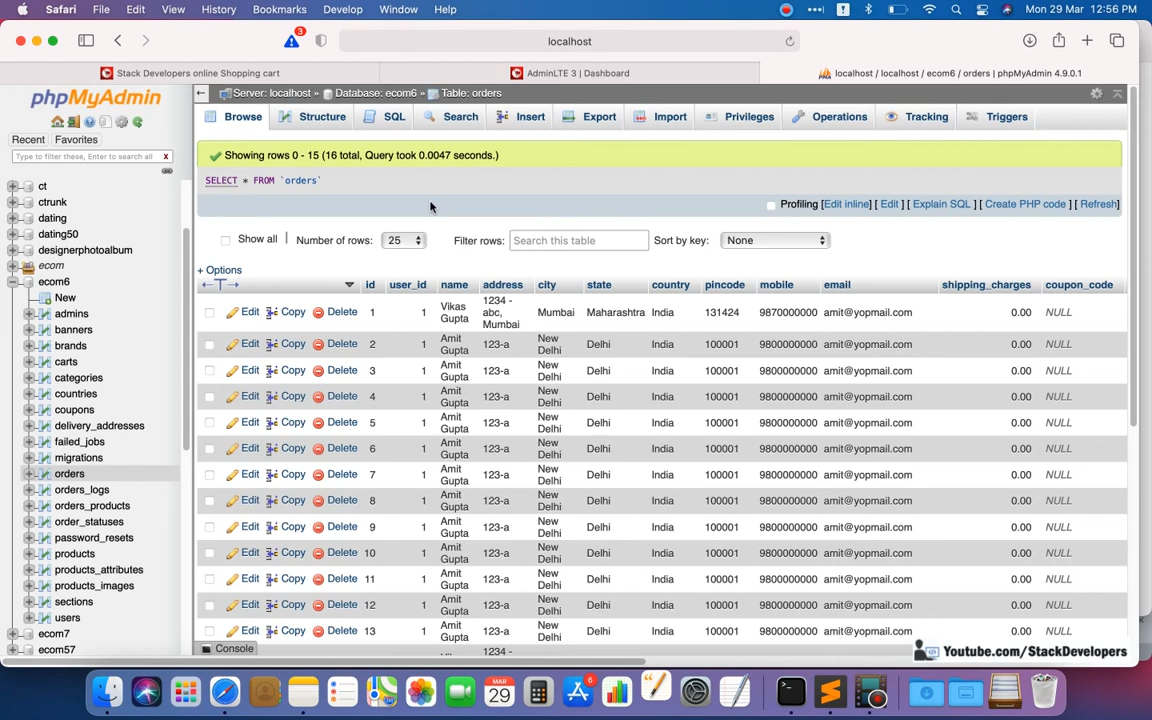 Safari File Edit View History Bookmarks Develop Window Help Mon 29 Mar 12:56 PM
3
localhost
Stack Developers online Shopping cart
AdminLTE 3 | Dashboard
localhost / localhost / ecom6 / orders | phpMyAdmin 4.9.0.1
phpMyAdmin
Recent Favorites
Type to filter these, Enter to search all X
ct
ctrunk
dating
dating50
designerphotoalbum
ecom
ecom6
New
admins
banners
brands
carts
categories
countries
coupons
delivery_addresses
failed_jobs
migrations
orders
orders_logs
orders_products
order_statuses
password_resets
products
products_attributes
products_images
sections
users
ecom7
ecom57
Server: localhost » Database: ecom6 » Table: orders
Browse Structure SQL Search Insert Export Import Privileges Operations Tracking Triggers
Showing rows 0 - 15 (16 total, Query took 0.0047 seconds.)
SELECT * FROM `orders`
Profiling [Edit inline] [ Edit ] [ Explain SQL ] [ Create PHP code ] [ Refresh]
Show all | Number of rows: 25 Filter rows: Search this table Sort by key: None
+ Options
id user_id name address city state country pincode mobile email shipping_charges coupon_code
Edit Copy Delete 1 1 Vikas Gupta 1234 - abc, Mumbai Mumbai Maharashtra India 131424 9870000000 amit@yopmail.com 0.00 NULL
Edit Copy Delete 2 1 Amit Gupta 123-a New Delhi Delhi India 100001 9800000000 amit@yopmail.com 0.00 NULL
Edit Copy Delete 3 1 Amit Gupta 123-a New Delhi Delhi India 100001 9800000000 amit@yopmail.com 0.00 NULL
Edit Copy Delete 4 1 Amit Gupta 123-a New Delhi Delhi India 100001 9800000000 amit@yopmail.com 0.00 NULL
Edit Copy Delete 5 1 Amit Gupta 123-a New Delhi Delhi India 100001 9800000000 amit@yopmail.com 0.00 NULL
Edit Copy Delete 6 1 Amit Gupta 123-a New Delhi Delhi India 100001 9800000000 amit@yopmail.com 0.00 NULL
Edit Copy Delete 7 1 Amit Gupta 123-a New Delhi Delhi India 100001 9800000000 amit@yopmail.com 0.00 NULL
Edit Copy Delete 8 1 Amit Gupta 123-a New Delhi Delhi India 100001 9800000000 amit@yopmail.com 0.00 NULL
Edit Copy Delete 9 1 Amit Gupta 123-a New Delhi Delhi India 100001 9800000000 amit@yopmail.com 0.00 NULL
Edit Copy Delete 10 1 Amit Gupta 123-a New Delhi Delhi India 100001 9800000000 amit@yopmail.com 0.00 NULL
Edit Copy Delete 11 1 Amit Gupta 123-a New Delhi Delhi India 100001 9800000000 amit@yopmail.com 0.00 NULL
Edit Copy Delete 12 1 Amit Gupta 123-a New Delhi Delhi India 100001 9800000000 amit@yopmail.com 0.00 NULL
Edit Copy Delete 13 1 Amit Gupta 123-a New Delhi Delhi India 100001 9800000000 amit@yopmail.com 0.00 NULL
1234 -
Console
Youtube.com/StackDevelopers
MAR
29
6